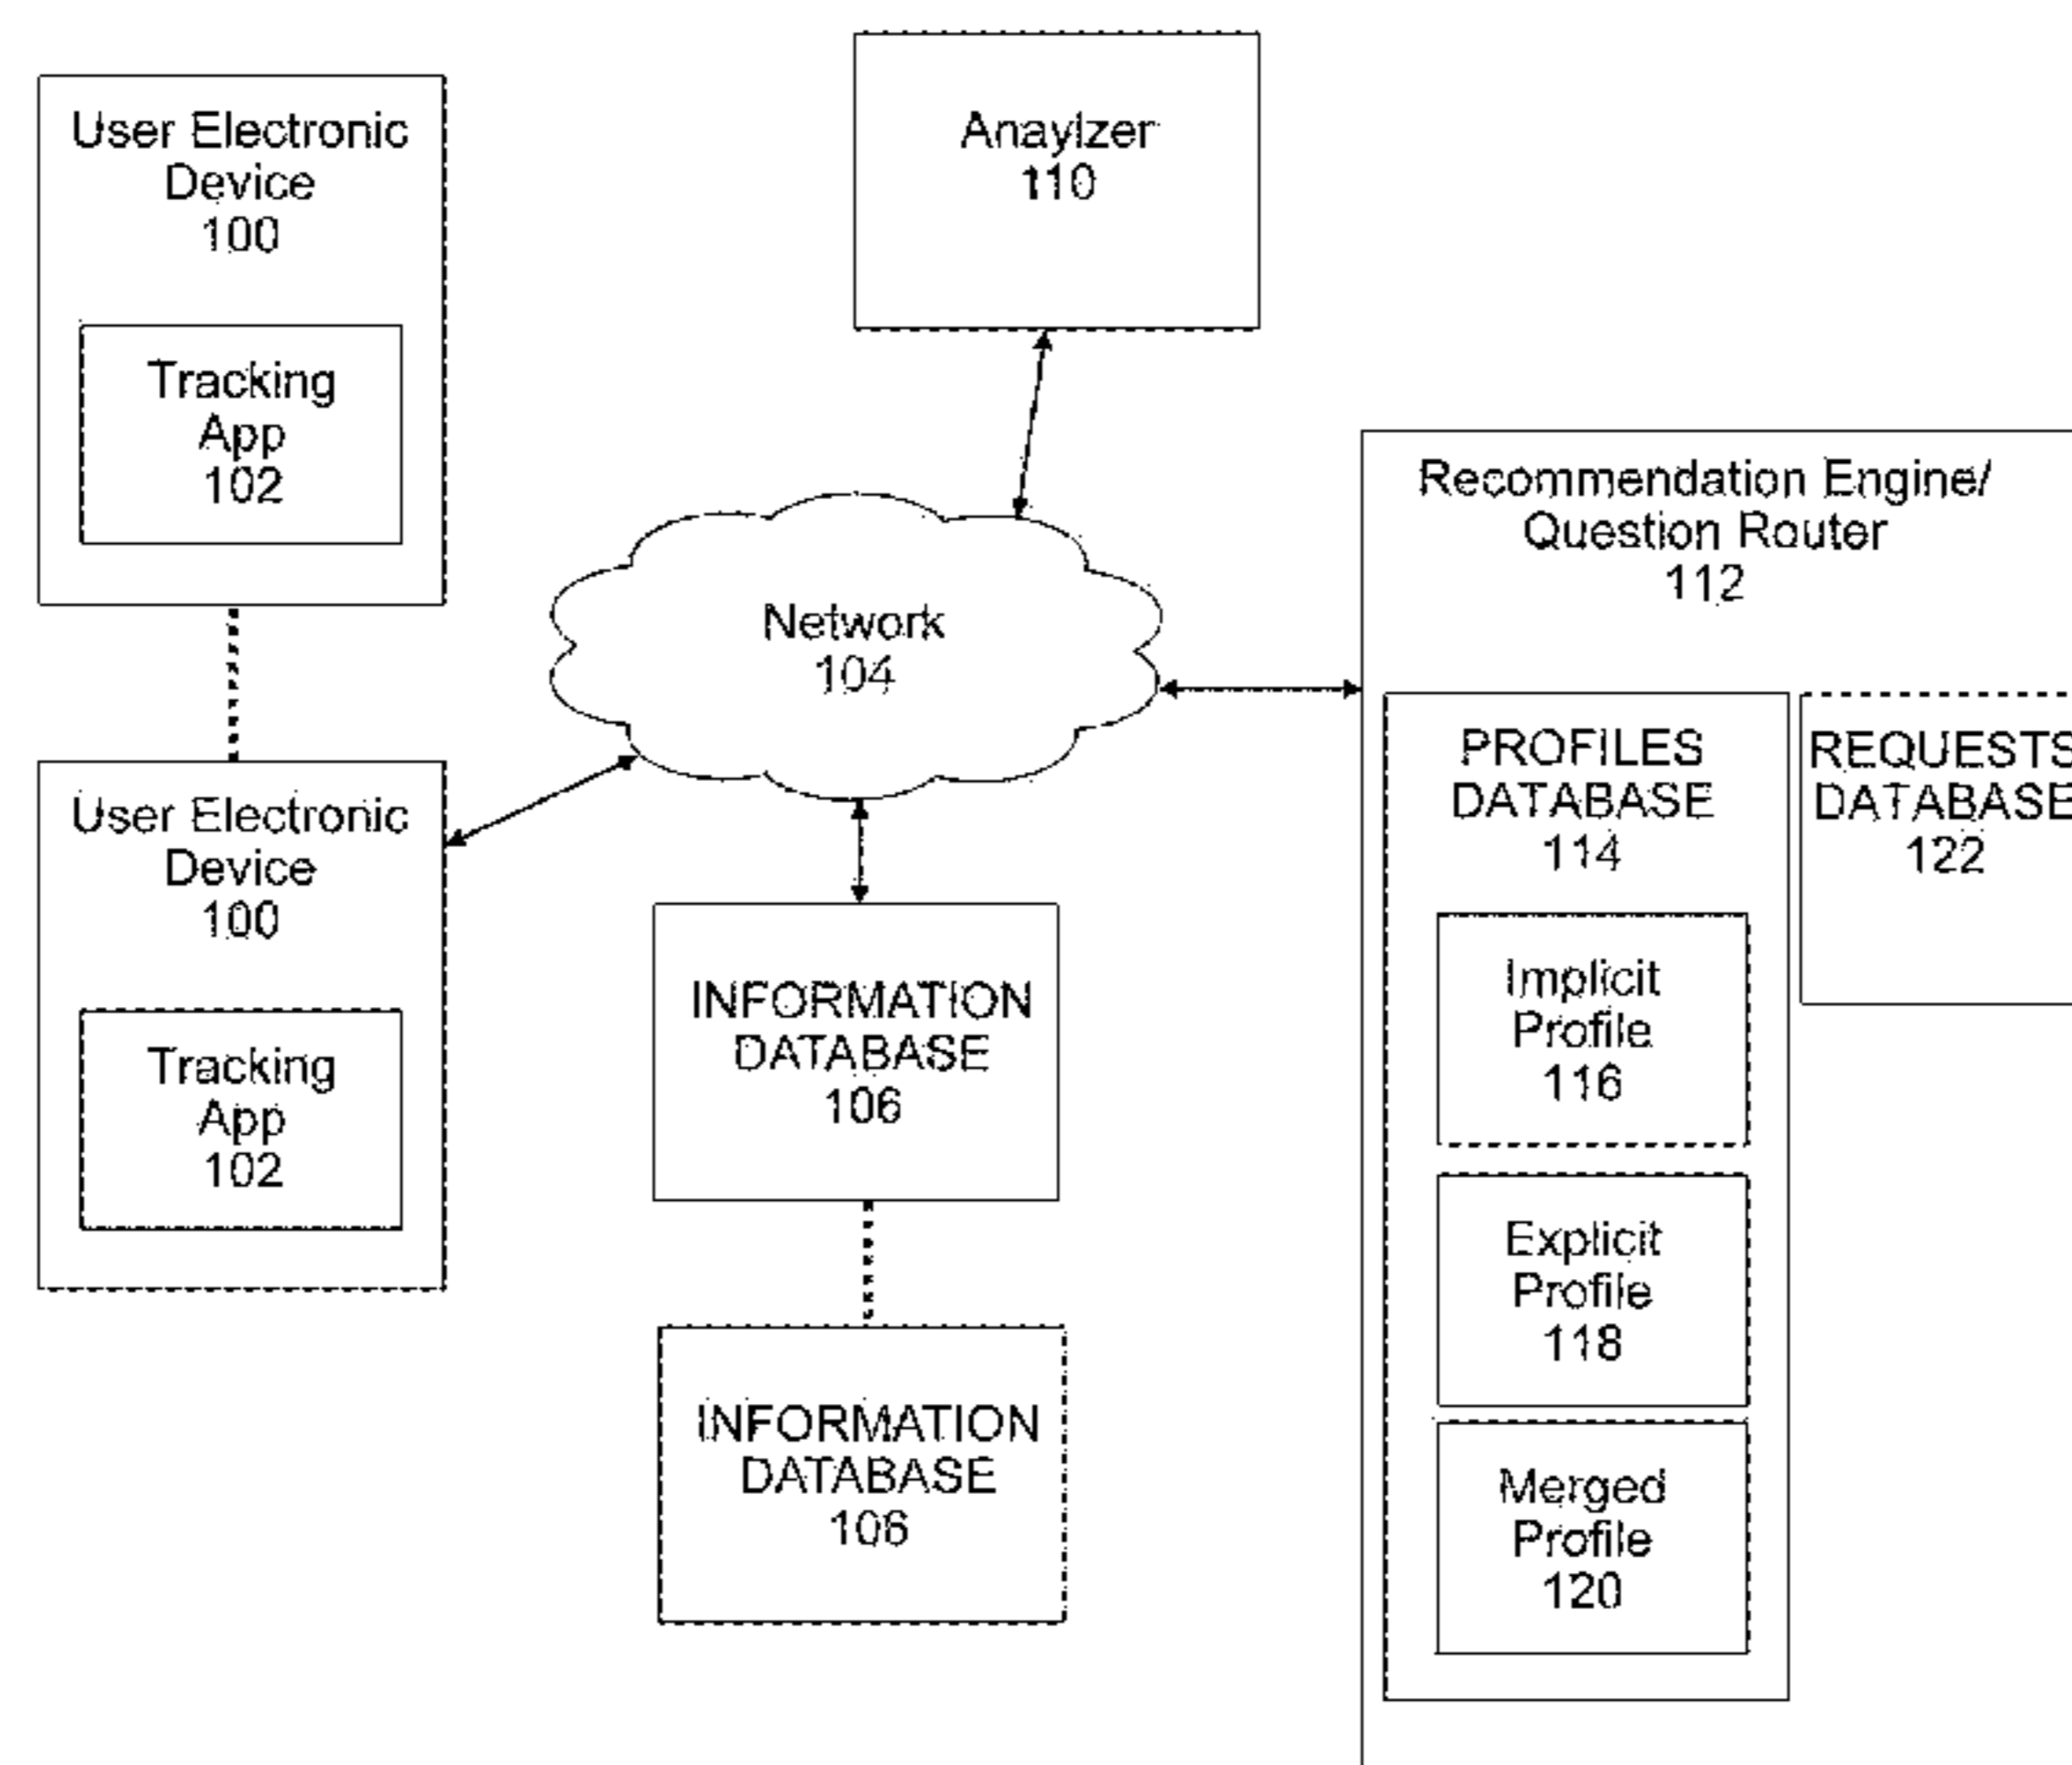 User Electronic
Device
100
Tracking
App
102
Anaylzer
110
Network
104
Recommendation Engine/
Question Router
112
User Electronic
Device
100
Tracking
App
102
INFORMATION
DATABASE
106
INFORMATION
DATABASE
106
PROFILES
DATABASE
114
Implicit
Profile
116
Explicit
Profile
118
Merged
Profile
120
REQUESTS
DATABASE
122